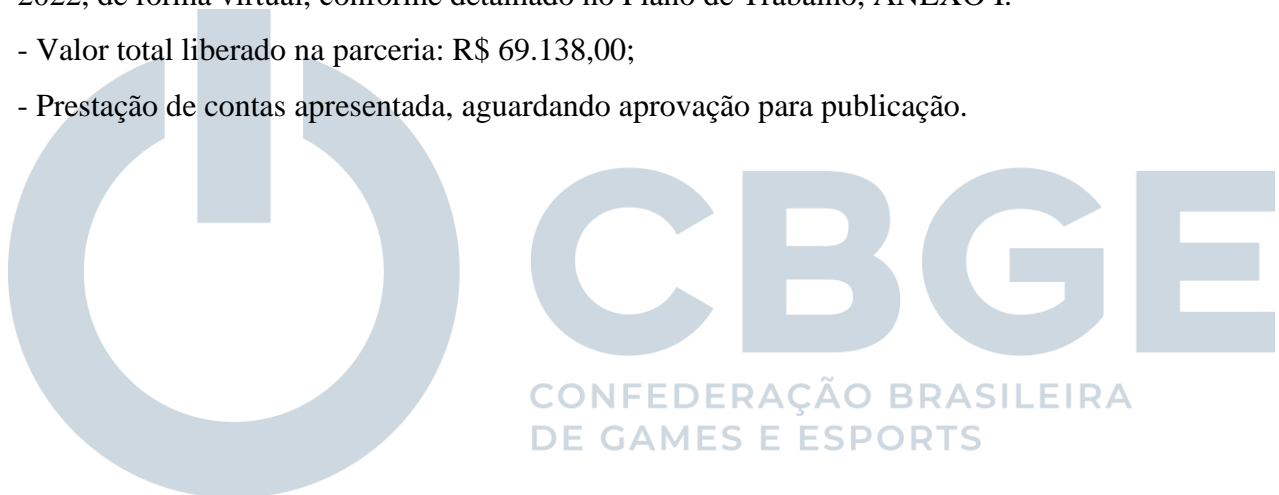 2022, de forma virtual, conforme detalhado no Plano de Trabalho, ANEXO I.
- Valor total liberado na parceria: R$ 69.138,00;
- Prestação de contas apresentada, aguardando aprovação para publicação.
CBGE
CONFEDERAÇÃO BRASILEIRA
DE GAMES E ESPORTS